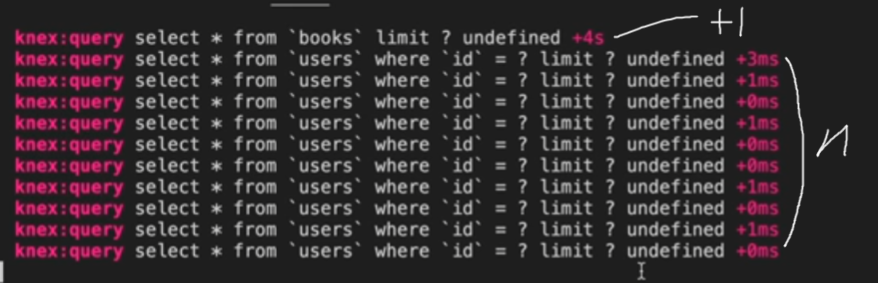 knex:query select * from `books` limit ? undefined +4s +1
knex:query select * from `users` where `id` = ? limit ? undefined +3ms
knex:query select * from `users` where `id` = ? limit ? undefined +1ms
knex:query select * from `users` where `id` = ? limit ? undefined +0ms
knex:query select * from `users` where `id` = ? limit ? undefined +1ms
knex:query select * from `users` where `id` = ? limit ? undefined +0ms
knex:query select * from `users` where `id` = ? limit ? undefined +0ms
knex:query select * from `users` where `id` = ? limit ? undefined +1ms
knex:query select * from `users` where `id` = ? limit ? undefined +0ms
knex:query select * from `users` where `id` = ? limit ? undefined +1ms
knex:query select * from `users` where `id` = ? limit ? undefined +0ms
N